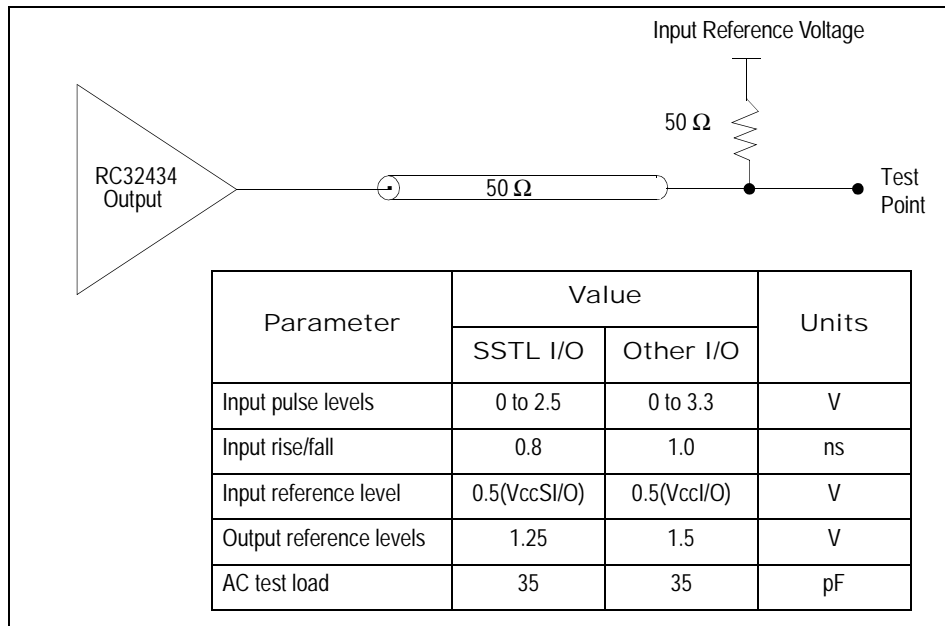 Input Reference Voltage
50 Ω
RC32434
Output
50 Ω
Test
Point
Parameter
Value
Units
SSTL I/O
Other I/O
Input pulse levels
0 to 2.5
0 to 3.3
V
Input rise/fall
0.8
1.0
ns
Input reference level
0.5(VccSI/O)
0.5(VccI/O)
V
Output reference levels
1.25
1.5
V
AC test load
35
35
pF